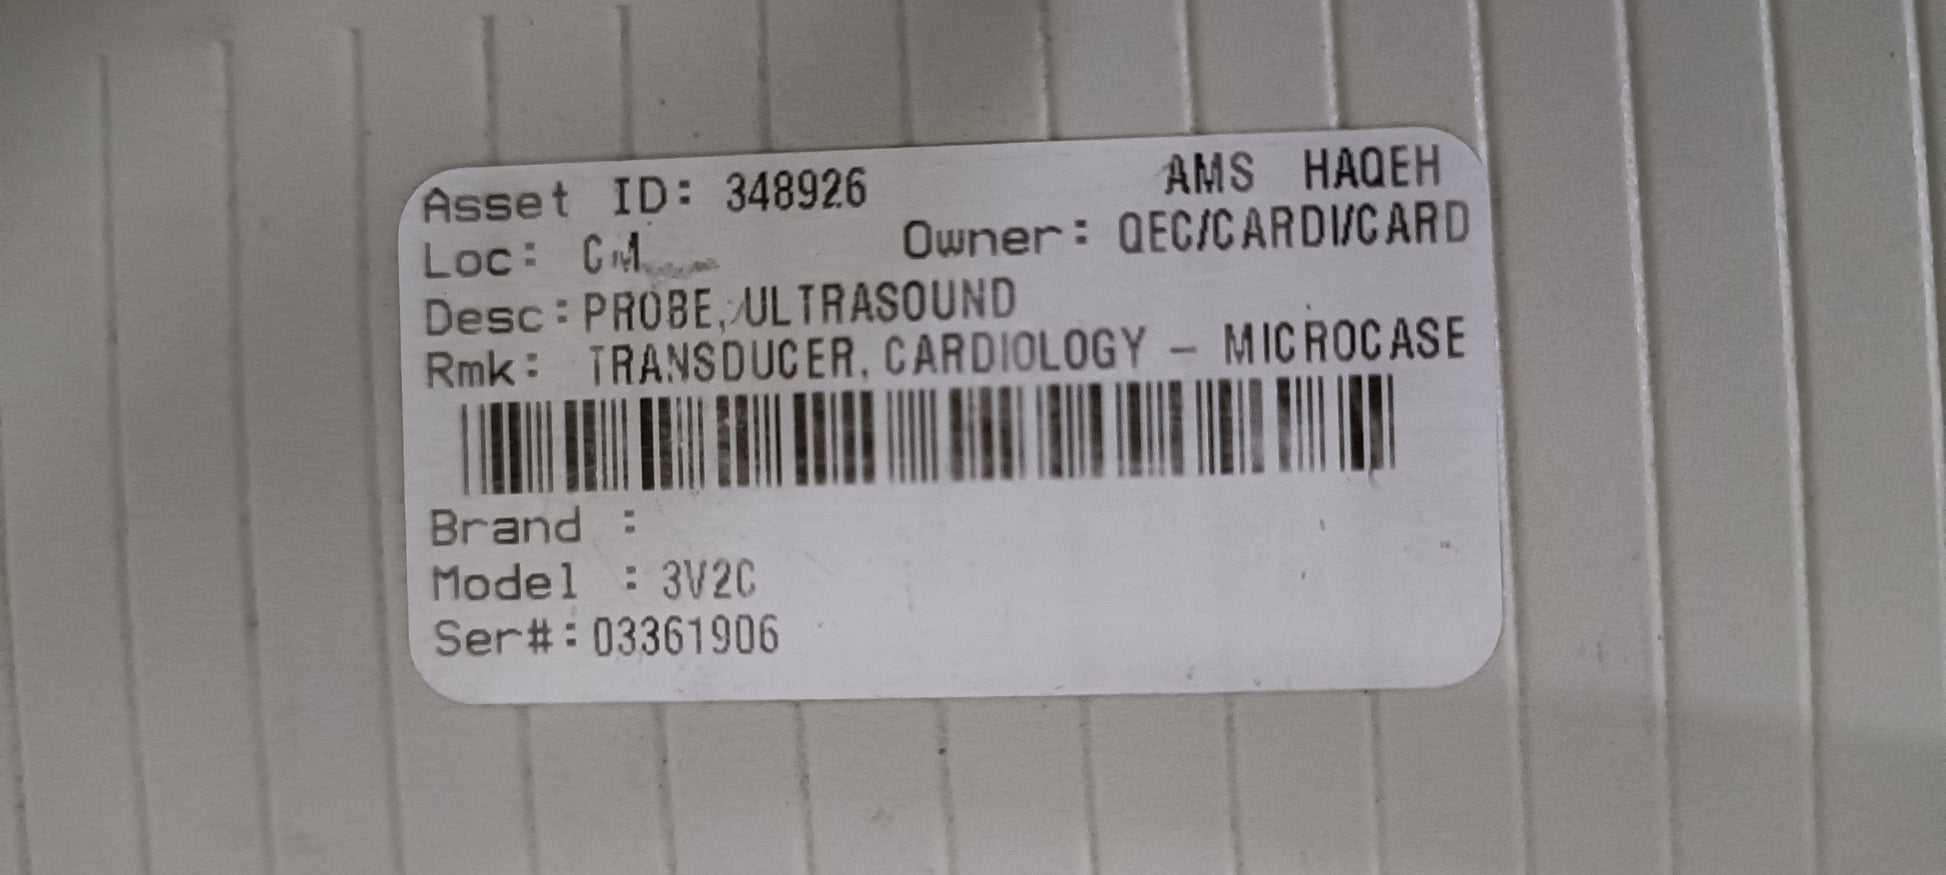 Asset ID: 348926 AMS HAQEH
Loc: CM Owner: QEC/CARDI/CARD
Desc: PROBE, ULTRASOUND
Rmk: TRANSDUCER, CARDIOLOGY - MICROCASE
Brand :
Model : 3V2C
Ser#: 03361906